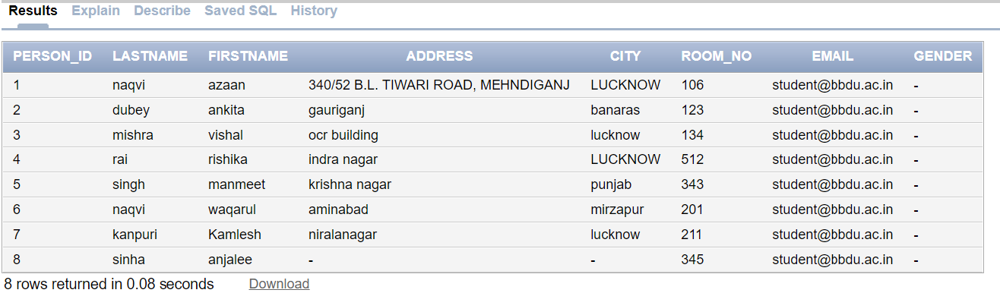 Results Explain Describe Saved SQL History
PERSON_ID LASTNAME FIRSTNAME ADDRESS CITY ROOM_NO EMAIL GENDER
1 naqvi azaan 340/52 B.L. TIWARI ROAD, MEHNDIGANJ LUCKNOW 106 student@bbdu.ac.in -
2 dubey ankita gauriganj banaras 123 student@bbdu.ac.in -
3 mishra vishal ocr building lucknow 134 student@bbdu.ac.in -
4 rai rishika indra nagar LUCKNOW 512 student@bbdu.ac.in -
5 singh manmeet krishna nagar punjab 343 student@bbdu.ac.in -
6 naqvi waqarul aminabad mirzapur 201 student@bbdu.ac.in -
7 kanpuri Kamlesh niralanagar lucknow 211 student@bbdu.ac.in -
8 sinha anjalee - - 345 student@bbdu.ac.in -
8 rows returned in 0.08 seconds Download